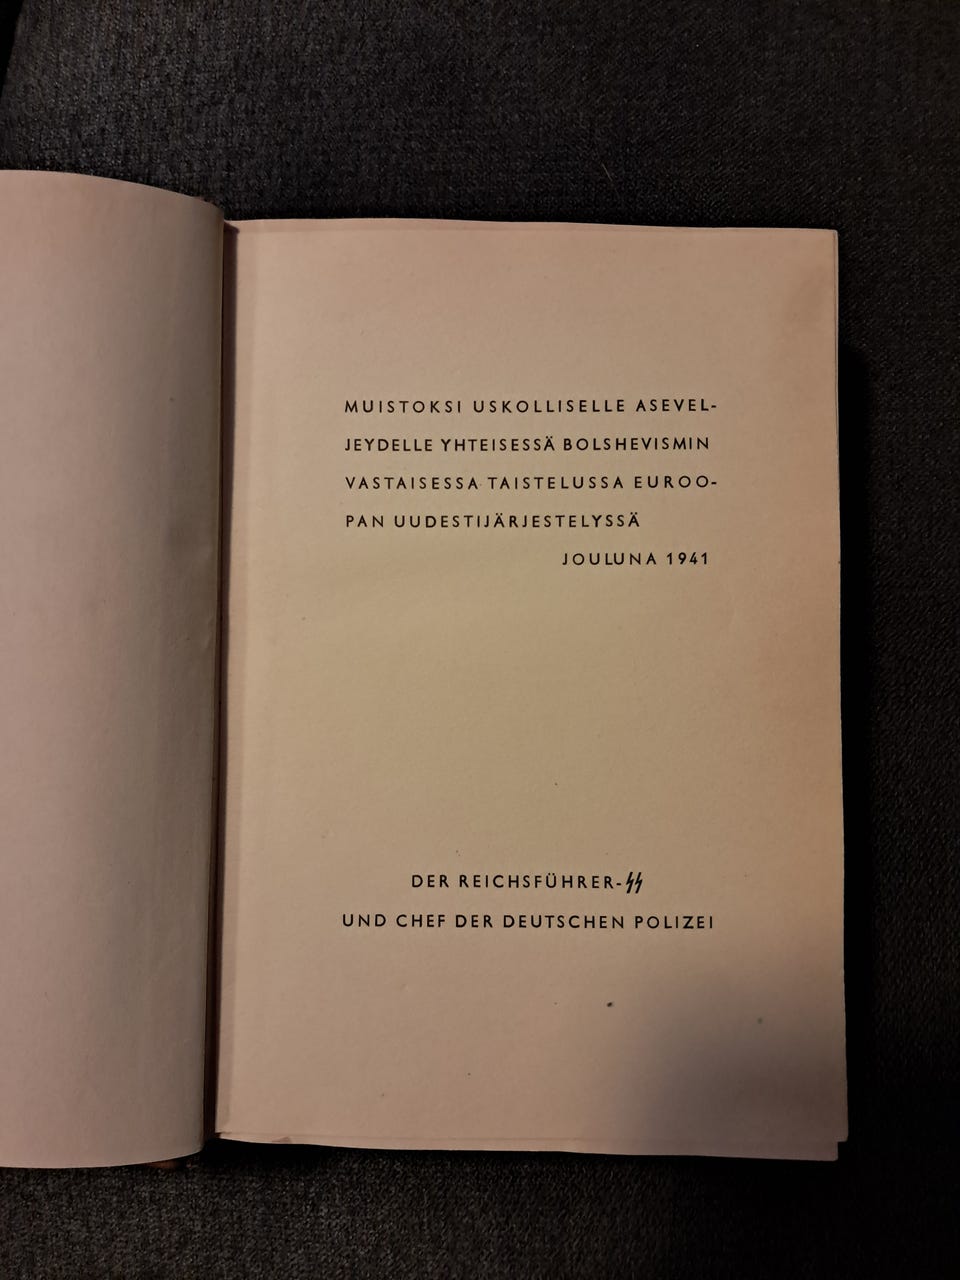 MUISTOKSI USKOLLISELLE ASEVEL-
JEYDELLE YHTEISESSÄ BOLSHEVISMIN
VASTAISESSA TAISTELUSSA EUROO-
PAN UUDESTIJÄRJESTELYSSÄ
JOULUNA 1941
DER REICHSFÜHRER-ᛋᛋ
UND CHEF DER DEUTSCHEN POLIZEI